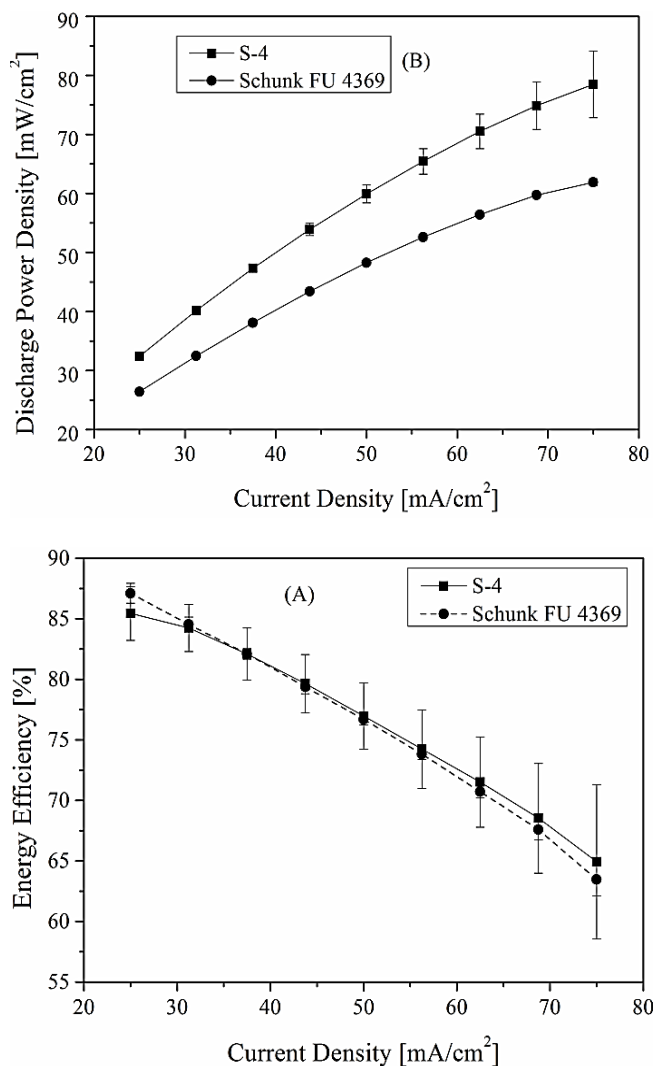 90
80
70
60
50
40
30
20
Discharge Power Density [mW/cm²]
S-4
Schunk FU 4369
(B)
20 30 40 50 60 70 80
Current Density [mA/cm²]
90
85
80
75
70
65
60
55
Energy Efficiency [%]
(A)
S-4
Schunk FU 4369
20 30 40 50 60 70 80
Current Density [mA/cm²]